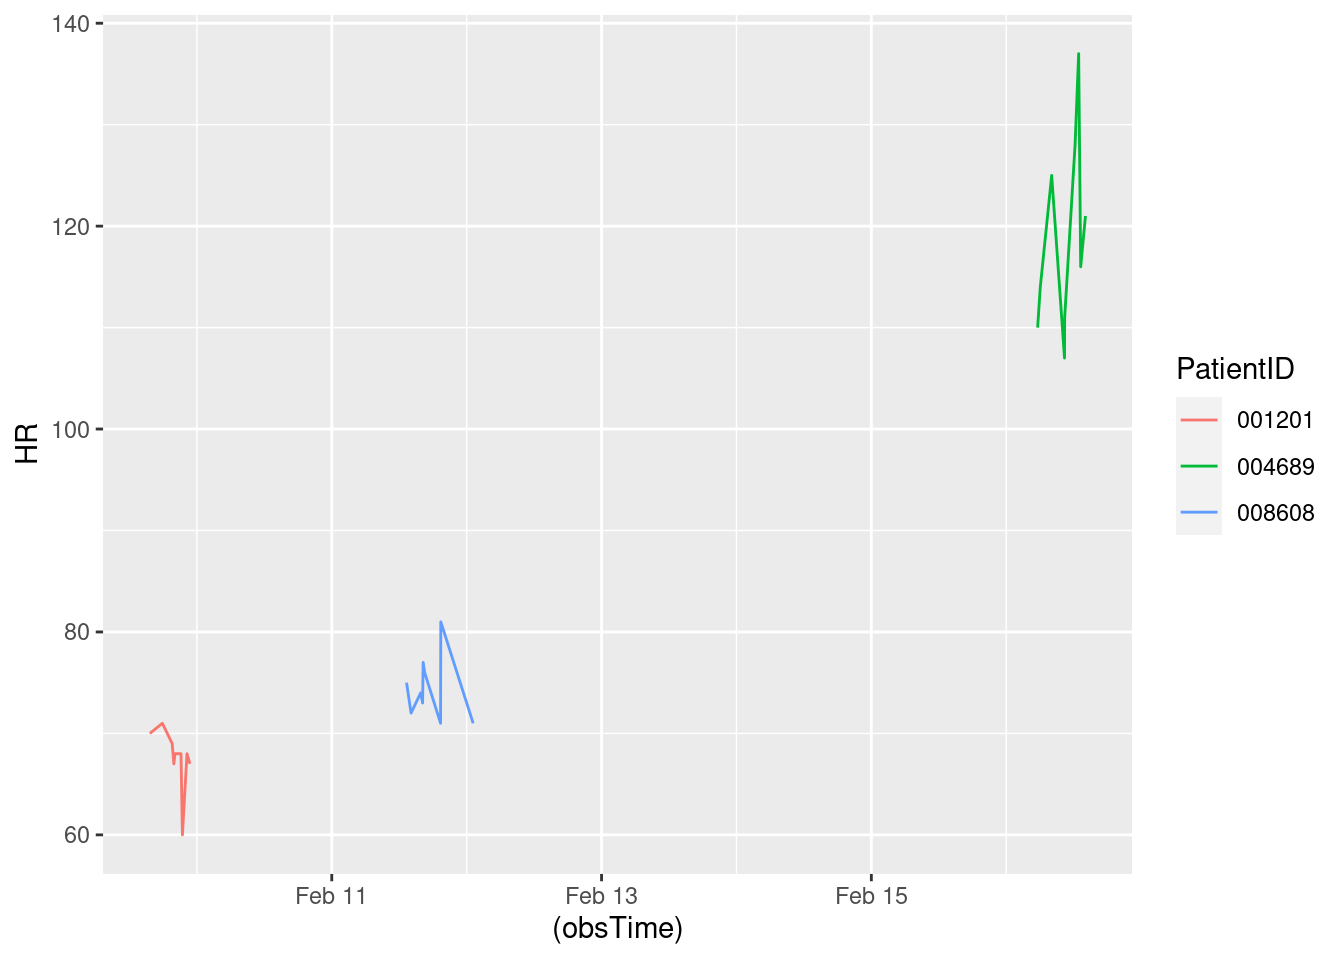 140
120
100
80
60
HR
Feb 11
Feb 13
Feb 15
(obsTime)
PatientID
001201
004689
008608